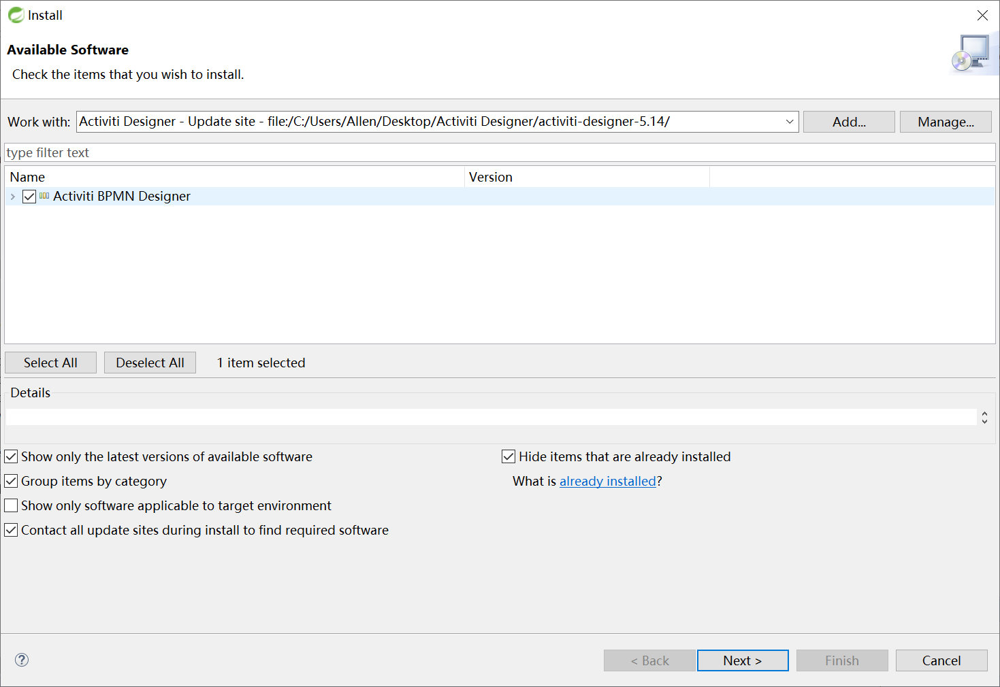 Install
Available Software
Check the items that you wish to install.
Work with: Activiti Designer - Update site - file:/C:/Users/Allen/Desktop/Activiti Designer/activiti-designer-5.14/ Add... Manage...
type filter text
Name Version
Activiti BPMN Designer
Select All Deselect All 1 item selected
Details
Show only the latest versions of available software Hide items that are already installed
Group items by category What is already installed?
Show only software applicable to target environment
Contact all update sites during install to find required software
? < Back Next > Finish Cancel